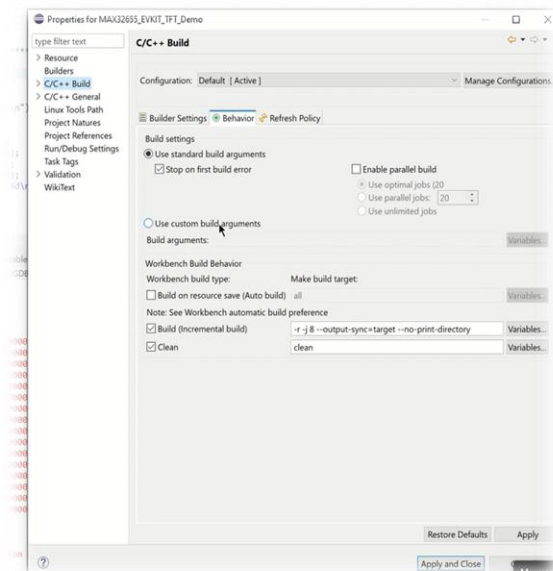 Properties for MAX32655_EVKIT_TFT_Demo
type filter text
Resource
Builders
C/C++ Build
C/C++ General
Linux Tools Path
Project Natures
Project References
Run/Debug Settings
Task Tags
Validation
WikiText
C/C++ Build
Configuration: Default [ Active ] Manage Configurations.
Builder Settings Behavior Refresh Policy
Build settings
Use standard build arguments
Stop on first build error Enable parallel build
Use optimal jobs (20
Use parallel jobs: 20
Use unlimited jobs
Use custom build arguments
Build arguments: Variables...
Workbench Build Behavior
Workbench build type: Make build target:
Build on resource save (Auto build) all Variables...
Note: See Workbench automatic build preference
Build (Incremental build) -r -j 8 --output-sync=target --no-print-directory Variables...
Clean clean Variables...
Restore Defaults Apply
Apply and Close